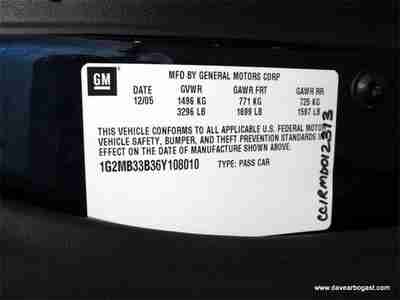 GM
MFD BY GENERAL MOTORS CORP
DATE GVWR GAWR FRT GAWR RR
12/05 1496 KG 771 KG 725 KG
3296 LB 1699 LB 1597 LB
THIS VEHICLE CONFORMS TO ALL APPLICABLE U.S. FEDERAL MOTOR
VEHICLE SAFETY, BUMPER, AND THEFT PREVENTION STANDARDS IN
EFFECT ON THE DATE OF MANUFACTURE SHOWN ABOVE.
1G2MB33B36Y108010 TYPE: PASS CAR
CC1RMD012313
www.davearbogast.com